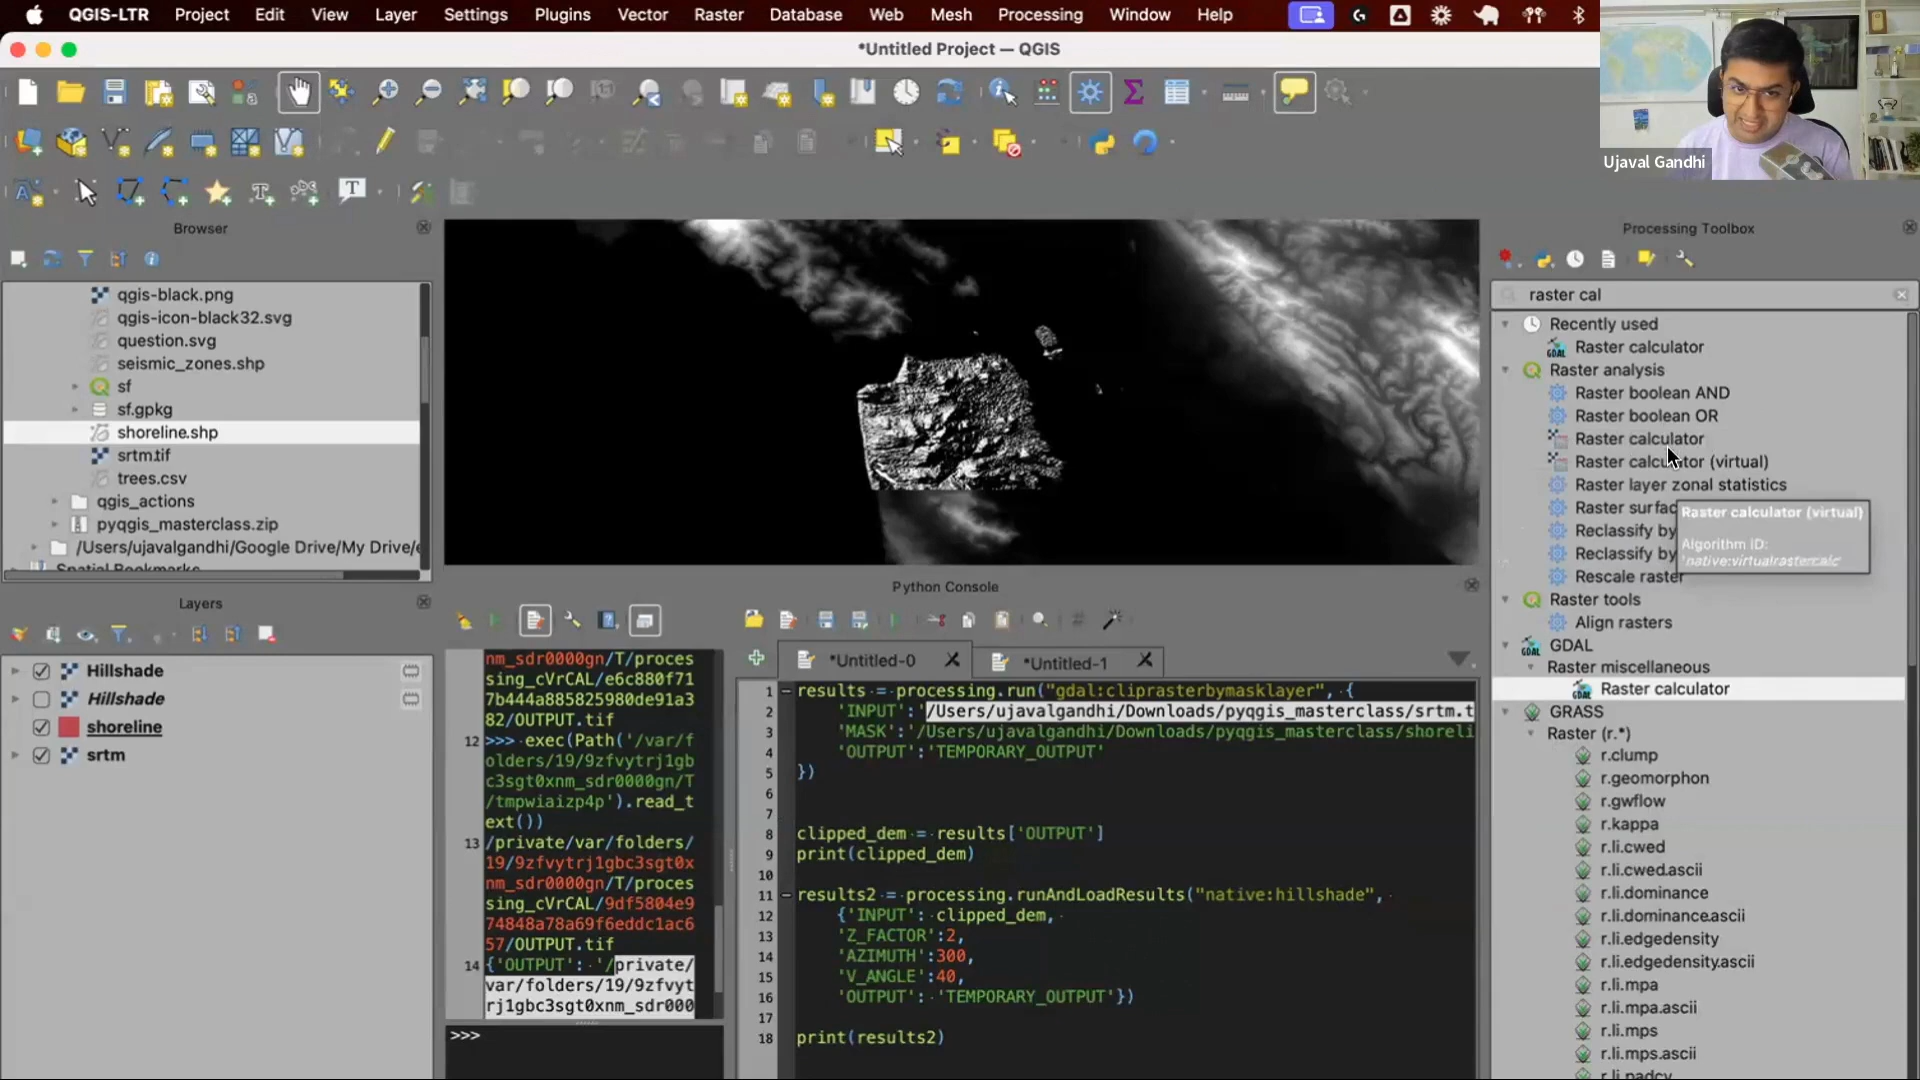 QGIS-LTR Project Edit View Layer Settings Plugins Vector Raster Database Web Mesh Processing Window Help
*Untitled Project — QGIS
Ujaval Gandhi
Browser
qgis-black.png
qgis-icon-black32.svg
question.svg
seismic_zones.shp
sf
sf.gpkg
shoreline.shp
srtm.tif
trees.csv
qgis_actions
pyqgis_masterclass.zip
/Users/ujavalgandhi/Google Drive/My Drive/e
Spatial Bookmarks
Layers
Hillshade
Hillshade
shoreline
srtm
Python Console
nm_sdr0000gn/T/proces
sing_cVrCAL/e6c880f71
7b444a885825980de91a3
82/OUTPUT.tif
12 >>> exec(Path('/var/f
olders/19/9zfvytrj1gb
c3sgt0xnm_sdr0000gn/T
/tmpwiaizp4p').read_t
ext())
13 /private/var/folders/
19/9zfvytrj1gbc3sgt0x
nm_sdr0000gn/T/proces
sing_cVrCAL/9df5804e9
74848a78a69f6eddc1ac6
57/OUTPUT.tif
14 {'OUTPUT': '/private/
var/folders/19/9zfvyt
rj1gbc3sgt0xnm_sdr000
>>>
*Untitled-0 *Untitled-1
1 results = processing.run("gdal:cliprasterbymasklayer", {
2 'INPUT':'/Users/ujavalgandhi/Downloads/pyqgis_masterclass/srtm.t
3 'MASK':'/Users/ujavalgandhi/Downloads/pyqgis_masterclass/shoreli
4 'OUTPUT':'TEMPORARY_OUTPUT'
5 })
6
7
8 clipped_dem = results['OUTPUT']
9 print(clipped_dem)
10
11 results2 = processing.runAndLoadResults("native:hillshade",
12 {'INPUT': clipped_dem,
13 'Z_FACTOR':2,
14 'AZIMUTH':300,
15 'V_ANGLE':40,
16 'OUTPUT': 'TEMPORARY_OUTPUT'})
17
18 print(results2)
Processing Toolbox
raster cal
Recently used
Raster calculator
Raster analysis
Raster boolean AND
Raster boolean OR
Raster calculator
Raster calculator (virtual)
Raster layer zonal statistics
Raster surfac
Reclassify by
Reclassify by
Rescale raster
Raster calculator (virtual)
Algorithm ID:
'native:virtualrastercalc'
Raster tools
Align rasters
GDAL
Raster miscellaneous
Raster calculator
GRASS
Raster (r.*)
r.clump
r.geomorphon
r.gwflow
r.kappa
r.li.cwed
r.li.cwed.ascii
r.li.dominance
r.li.dominance.ascii
r.li.edgedensity
r.li.edgedensity.ascii
r.li.mpa
r.li.mpa.ascii
r.li.mps
r.li.mps.ascii
r.li.padcv